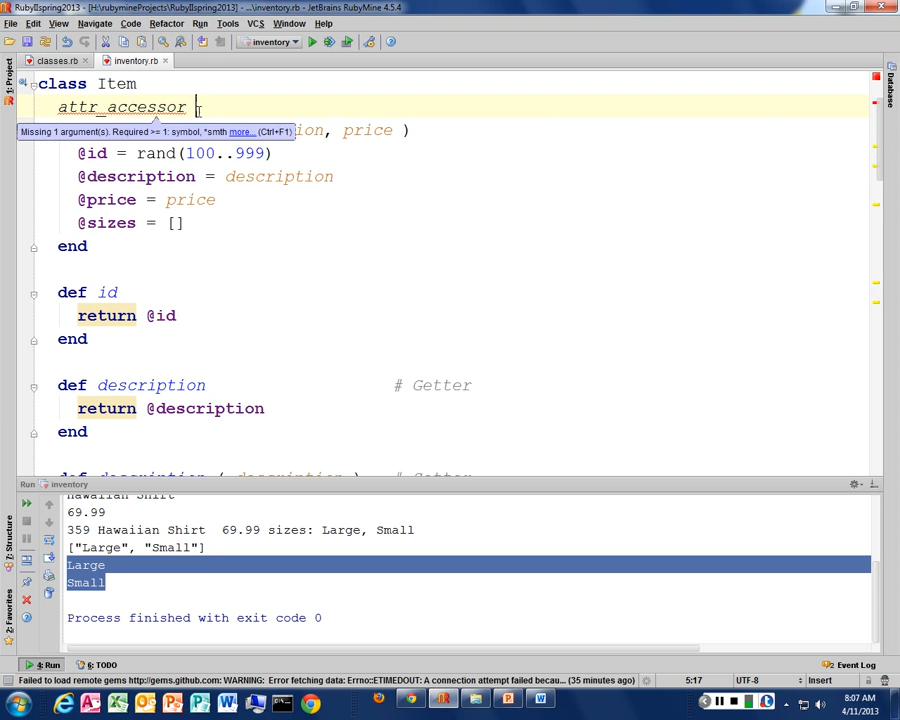 RubyIIspring2013] - [H:\rubymineProjects\RubyIISpring2013] - ...\inventory.rb] - JetBrains RubyMine 4.5.4
File Edit View Navigate Code Refactor Run Tools VCS Window Help
inventory
classes.rb inventory.rb
1: Project
Database
class Item
attr_accessor
Missing 1 argument(s). Required >= 1: symbol, *smth more... (Ctrl+F1)
ion, price )
@id = rand(100..999)
@description = description
@price = price
@sizes = []
end
def id
return @id
end
def description # Getter
return @description
end
Run inventory
Hawaiian Shirt
69.99
359 Hawaiian Shirt 69.99 sizes: Large, Small
["Large", "Small"]
Large
Small
Process finished with exit code 0
7: Structure
2: Favorites
4: Run 6: TODO
2 Event Log
Failed to load remote gems http://gems.github.com: WARNING: Error fetching data: Errno::ETIMEDOUT: A connection attempt failed becau... (35 minutes ago)
5:17 UTF-8 Insert
8:07 AM
4/11/2013